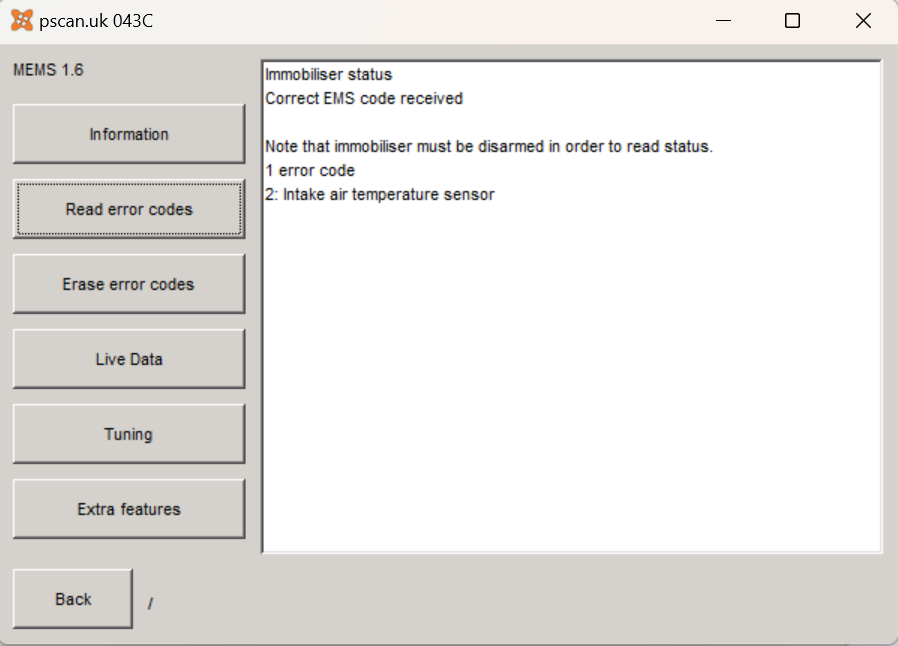 pscan.uk 043C
MEMS 1.6
Information
Read error codes
Erase error codes
Live Data
Tuning
Extra features
Back
/
Immobiliser status
Correct EMS code received
Note that immobiliser must be disarmed in order to read status.
1 error code
2: Intake air temperature sensor